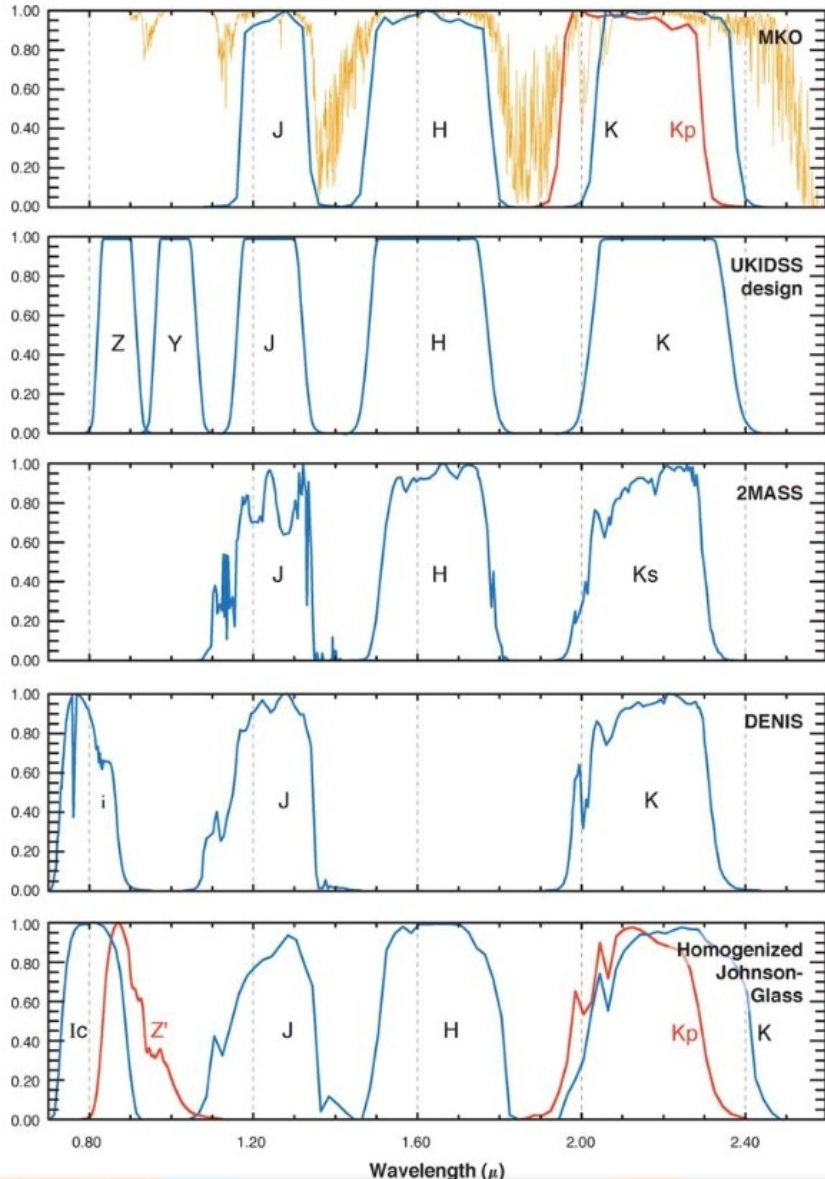 1.00
0.80
0.60
0.40
0.20
0.00
MKO
J
H
K
Kp
1.00
0.80
0.60
0.40
0.20
0.00
UKIDSS
design
Z
Y
J
H
K
1.00
0.80
0.60
0.40
0.20
0.00
2MASS
J
H
Ks
1.00
0.80
0.60
0.40
0.20
0.00
DENIS
i
J
K
1.00
0.80
0.60
0.40
0.20
0.00
Homogenized
Johnson-
Glass
Ic
Z'
J
H
Kp
K
0.80 1.20 1.60 2.00 2.40
Wavelength (μ)